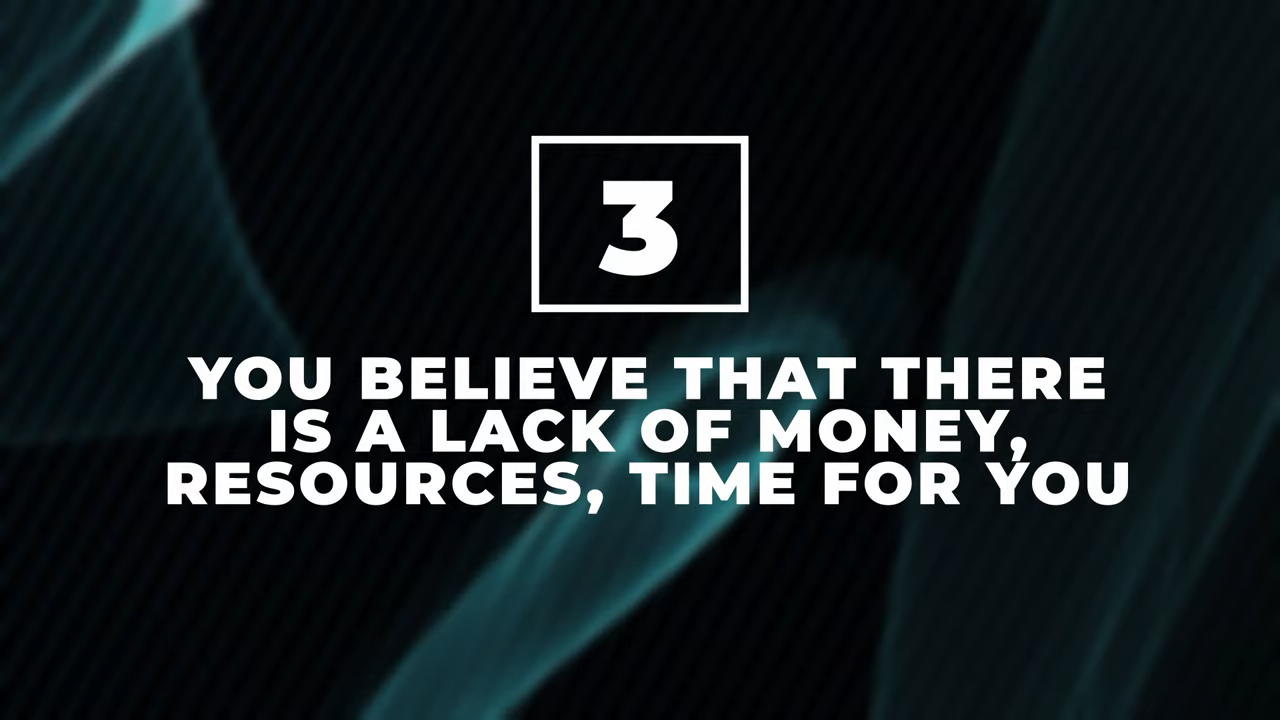 3
YOU BELIEVE THAT THERE
IS A LACK OF MONEY,
RESOURCES, TIME FOR YOU